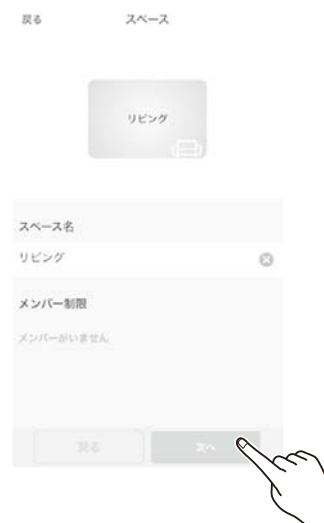 戻る スペース
リビング
スペース名
リビング
メンバー制限
メンバーがいません
戻る 次へ